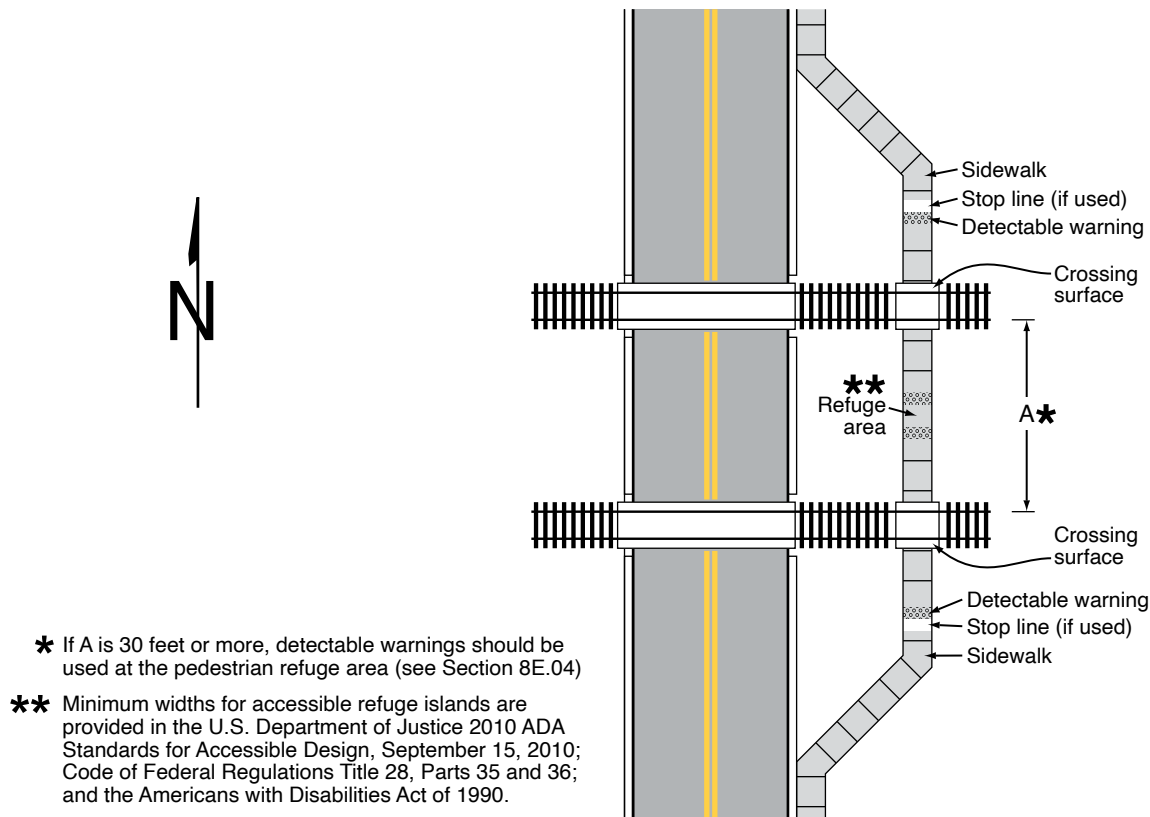 N
Sidewalk
Stop line (if used)
Detectable warning
Crossing
surface
**
Refuge
area
A*
Crossing
surface
Detectable warning
Stop line (if used)
Sidewalk
* If A is 30 feet or more, detectable warnings should be
used at the pedestrian refuge area (see Section 8E.04)
** Minimum widths for accessible refuge islands are
provided in the U.S. Department of Justice 2010 ADA
Standards for Accessible Design, September 15, 2010;
Code of Federal Regulations Title 28, Parts 35 and 36;
and the Americans with Disabilities Act of 1990.